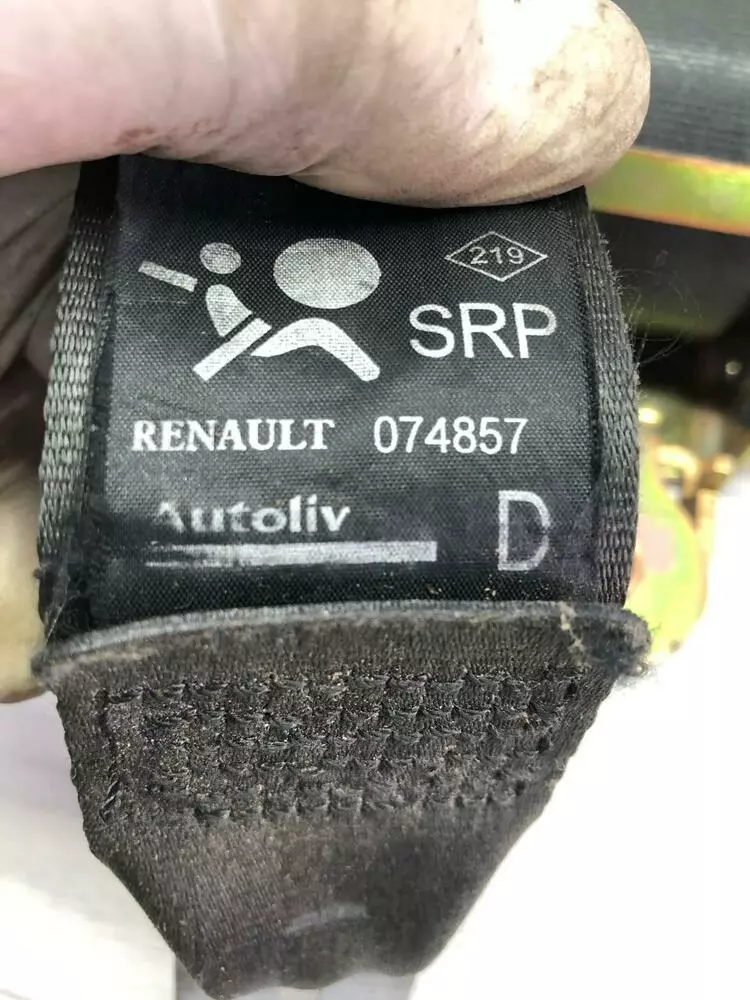 219
SRP
RENAULT 074857
Autoliv D